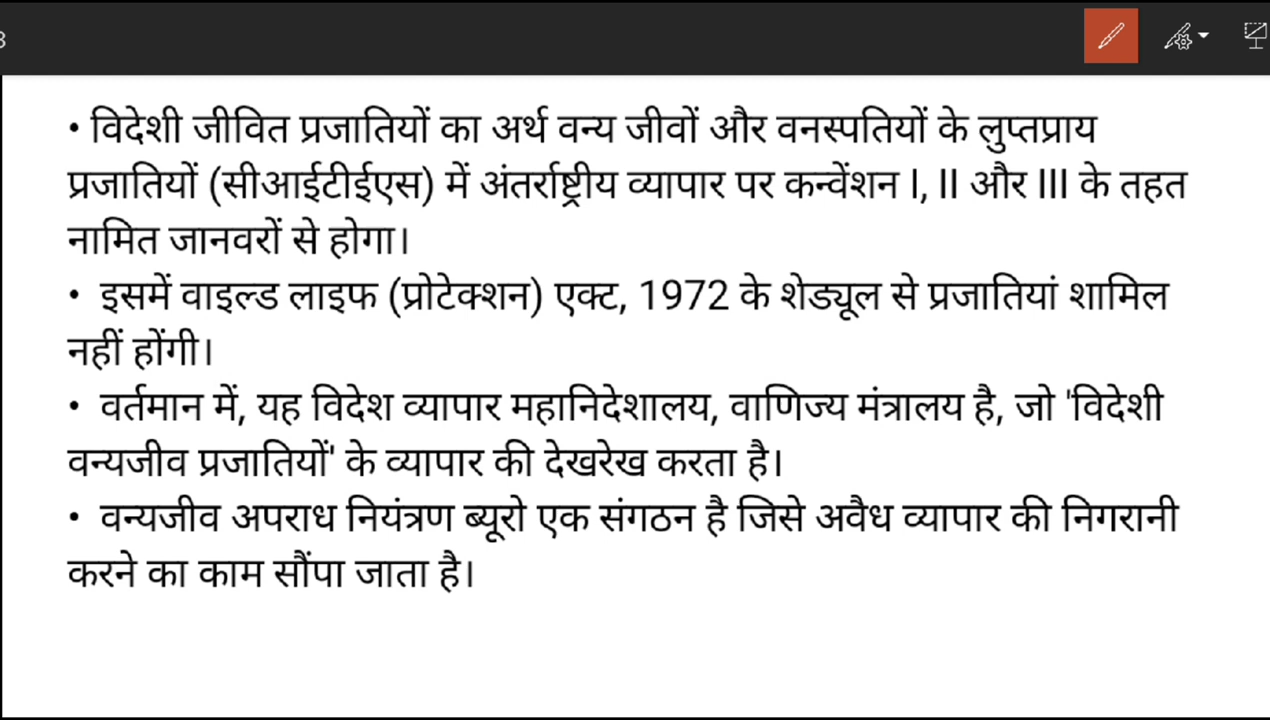 • विदेशी जीवित प्रजातियों का अर्थ वन्य जीवों और वनस्पतियों के लुप्तप्राय
प्रजातियों (सीआईटीईएस) में अंतर्राष्ट्रीय व्यापार पर कन्वेंशन I, II और III के तहत
नामित जानवरों से होगा।
• इसमें वाइल्ड लाइफ (प्रोटेक्शन) एक्ट, 1972 के शेड्यूल से प्रजातियां शामिल
नहीं होंगी।
• वर्तमान में, यह विदेश व्यापार महानिदेशालय, वाणिज्य मंत्रालय है, जो 'विदेशी
वन्यजीव प्रजातियों' के व्यापार की देखरेख करता है।
• वन्यजीव अपराध नियंत्रण ब्यूरो एक संगठन है जिसे अवैध व्यापार की निगरानी
करने का काम सौंपा जाता है।